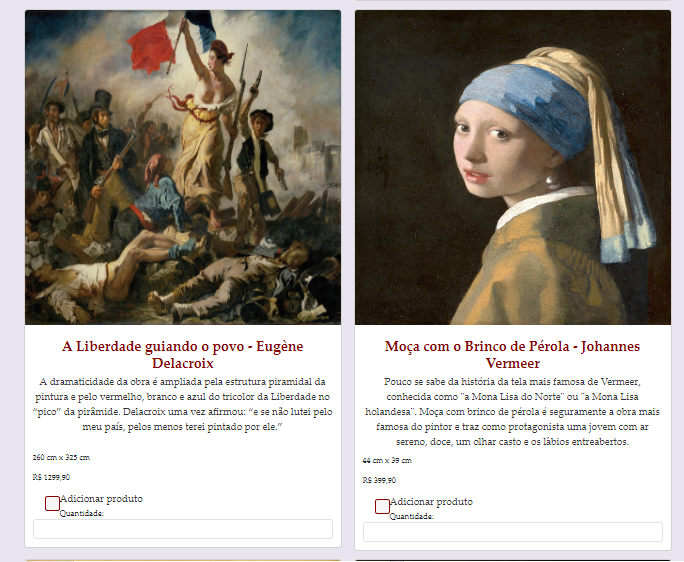 A Liberdade guiando o povo - Eugène
Delacroix
A dramaticidade da obra é ampliada pela estrutura piramidal da
pintura e pelo vermelho, branco e azul do tricolor da Liberdade no
“pico” da pirâmide. Delacroix uma vez afirmou: “e se não lutei pelo
meu país, pelos menos terei pintado por ele.”
260 cm x 325 cm
R$ 1299,90
Adicionar produto
Quantidade:
Moça com o Brinco de Pérola - Johannes
Vermeer
Pouco se sabe da história da tela mais famosa de Vermeer,
conhecida como "a Mona Lisa do Norte" ou "a Mona Lisa
holandesa". Moça com brinco de pérola é seguramente a obra mais
famosa do pintor e traz como protagonista uma jovem com ar
sereno, doce, um olhar casto e os lábios entreabertos.
44 cm x 39 cm
R$ 399,90
Adicionar produto
Quantidade: